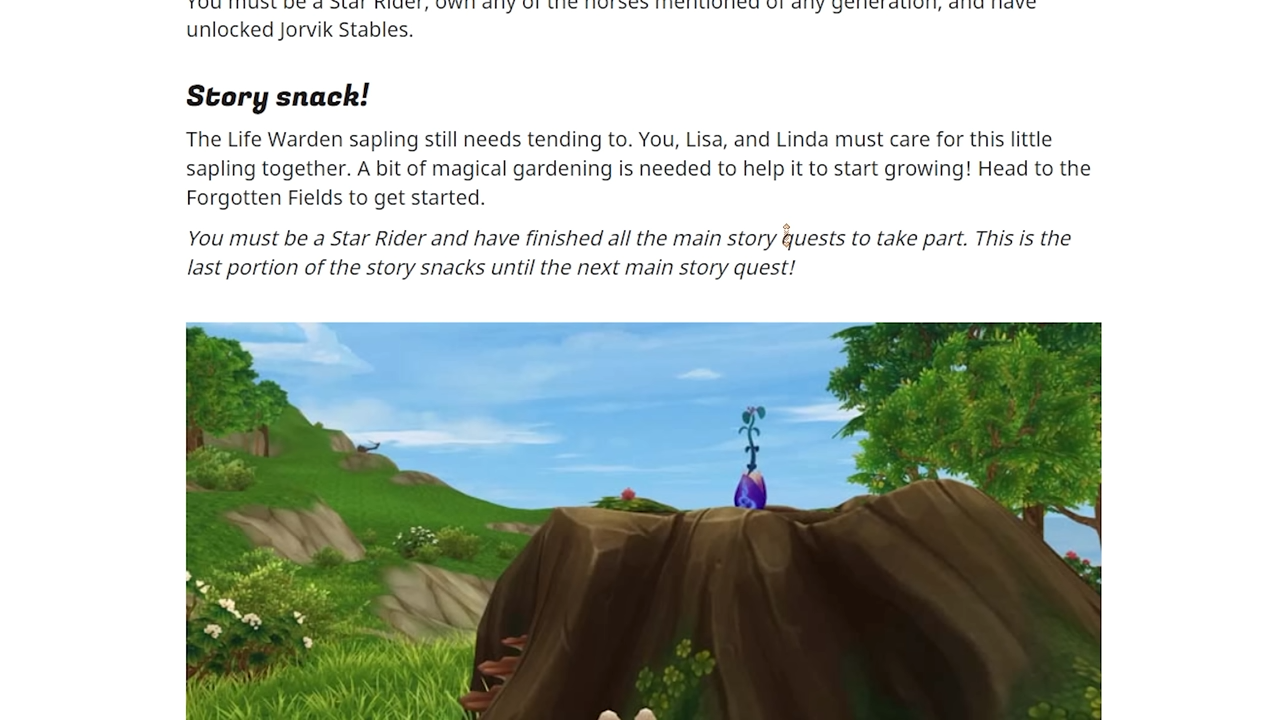 You must be a Star Rider, own any of the horses mentioned of any generation, and have
unlocked Jorvik Stables.
Story snack!
The Life Warden sapling still needs tending to. You, Lisa, and Linda must care for this little
sapling together. A bit of magical gardening is needed to help it to start growing! Head to the
Forgotten Fields to get started.
You must be a Star Rider and have finished all the main story quests to take part. This is the
last portion of the story snacks until the next main story quest!